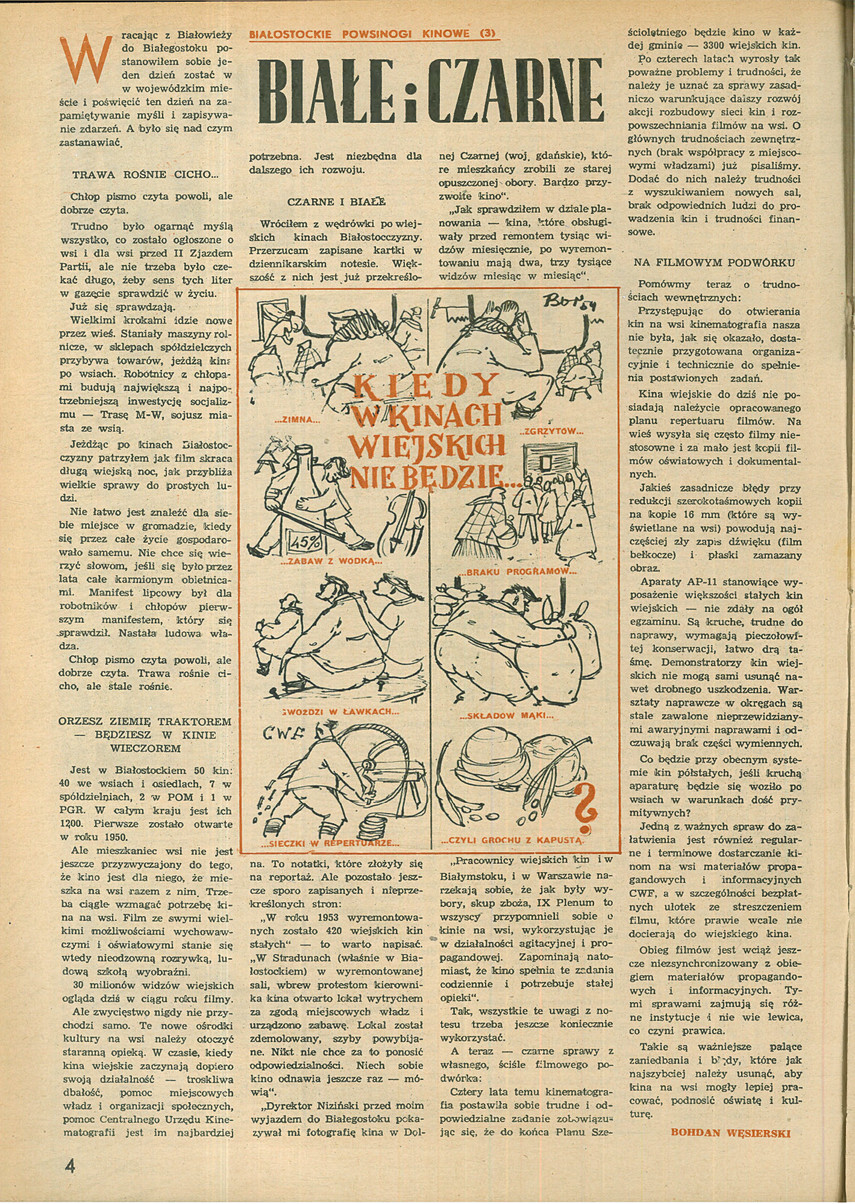 BIAŁOSTOCKIE POWSINOGI KINOWE (3)
BIAŁE i CZARNE
Wracając z Białowieży
do Białegostoku po-
stanowiłem sobie je-
den dzień zostać w
w wojewódzkim mie-
ście i poświęcić ten dzień na za-
pamiętywanie myśli i zapisywa-
nie zdarzeń. A było się nad czym
zastanawiać.
TRAWA ROŚNIE CICHO...
Chłop pismo czyta powoli, ale
dobrze czyta.
Trudno było ogarnąć myślą
wszystko, co zostało ogłoszone o
wsi i dla wsi przed II Zjazdem
Partii, ale nie trzeba było cze-
kać długo, żeby sens tych liter
w gazęcie sprawdzić w życiu.
Już się sprawdzają.
Wielkimi krokami idzie nowe
przez wieś. Staniały maszyny rol-
nicze, w sklepach spółdzielczych
przybywa towarów, jeżdżą kina
po wsiach. Robotnicy z chłopa-
mi budują największą i najpo-
trzebniejszą inwestycję socjaliz-
mu — Trasę M-W, sojusz mia-
sta ze wsią.
Jeżdżąc po kinach Białostoc-
czyzny patrzyłem jak film skraca
długą wiejską noc, jak przybliża
wielkie sprawy do prostych lu-
dzi.
Nie łatwo jest znaleźć dla sie-
bie miejsce w gromadzie, kiedy
się przez całe życie gospodaro-
wało samemu. Nie chce się wie-
rzyć słowom, jeśli się było przez
lata całe karmionym obietnica-
mi. Manifest lipcowy był dla
robotników i chłopów pierw-
szym manifestem, który się
sprawdził. Nastała ludowa wła-
dza.
Chłop pismo czyta powoli, ale
dobrze czyta. Trawa rośnie ci-
cho, ale stale rośnie.
ORZESZ ZIEMIĘ TRAKTOREM
— BĘDZIESZ W KINIE
WIECZOREM
Jest w Białostockiem 50 kin:
40 we wsiach i osiedlach, 7 w
spółdzielniach, 2 w POM i 1 w
PGR. W całym kraju jest ich
1200. Pierwsze zostało otwarte
w roku 1950.
Ale mieszkaniec wsi nie jest
jeszcze przyzwyczajony do tego,
że kino jest dla niego, że mie-
szka na wsi razem z nim. Trze-
ba ciągle wzmagać potrzebę ki-
na na wsi. Film ze swymi wiel-
kimi możliwościami wychowaw-
czymi i oświatowymi stanie się
wtedy nieodzowną rozrywką, lu-
dową szkołą wyobraźni.
30 milionów widzów wiejskich
ogląda dziś w ciągu roku filmy.
Ale zwycięstwo nigdy nie przy-
chodzi samo. Te nowe ośrodki
kultury na wsi należy otoczyć
staranną opieką. W czasie, kiedy
kina wiejskie zaczynają dopiero
swoją działalność — troskliwa
dbałość, pomoc miejscowych
władz i organizacji społecznych,
pomoc Centralnego Urzędu Kine-
matografii jest im najbardziej
potrzebna. Jest niezbędna dla
dalszego ich rozwoju.
CZARNE I BIAŁE
Wróciłem z wędrówki po wiej-
skich kinach Białostocczyzny.
Przerzucam zapisane kartki w
dziennikarskim notesie. Więk-
szość z nich jest już przekreślo-
na. To notatki, które złożyły się
na reportaż. Ale pozostało jesz-
cze sporo zapisanych i nieprze-
kreślonych stron:
„W roku 1953 wyremontowa-
nych zostało 420 wiejskich kin
stałych“ — to warto napisać.
„W Stradunach (właśnie w Bia-
łostockiem) w wyremontowanej
sali, wbrew protestom kierowni-
ka kina otwarto lokal wytrychem
za zgodą miejscowych władz i
urządzono zabawę. Lokal został
zdemolowany, szyby powybija-
ne. Nikt nie chce za to ponosić
odpowiedzialności. Niech sobie
kino odnawia jeszcze raz — mó-
wią“.
„Dyrektor Niziński przed moim
wyjazdem do Białegostoku poka-
zywał mi fotografię kina w Dol-
nej Czarnej (woj. gdańskie), któ-
re mieszkańcy zrobili ze starej
opuszczonej obory. Bardzo przy-
zwoite kino“.
„Jak sprawdziłem w dziale pla-
nowania — kina, które obsługi-
wały przed remontem tysiąc wi-
dzów miesięcznie, po wyremon-
towaniu mają dwa, trzy tysiące
widzów miesiąc w miesiąc“.
„Pracownicy wiejskich kin i w
Białymstoku, i w Warszawie na-
rzekają sobie, że jak były wy-
bory, skup zboża, IX Plenum to
wszyscy przypomnieli sobie o
kinie na wsi, wykorzystując je
w działalności agitacyjnej i pro-
pagandowej. Zapominają nato-
miast, że kino spełnia te zadania
codziennie i potrzebuje stałej
opieki“.
Tak, wszystkie te uwagi z no-
tesu trzeba jeszcze koniecznie
wykorzystać.
A teraz — czarne sprawy z
własnego, ściśle filmowego po-
dwórka:
Cztery lata temu kinematogra-
fia postawiła sobie trudne i od-
powiedzialne zadanie zobowiązu-
jąc się, że do końca Planu Sze-
ścioletniego będzie kino w każ-
dej gminie — 3300 wiejskich kin.
Po czterech latach wyrosły tak
poważne problemy i trudności, że
należy je uznać za sprawy zasad-
niczo warunkujące dalszy rozwój
akcji rozbudowy sieci kin i roz-
powszechniania filmów na wsi. O
głównych trudnościach zewnętrz-
nych (brak współpracy z miejsco-
wymi władzami) już pisaliśmy.
Dodać do nich należy trudności
z wyszukiwaniem nowych sal,
brak odpowiednich ludzi do pro-
wadzenia kin i trudności finan-
sowe.
NA FILMOWYM PODWÓRKU
Pomówmy teraz o trudno-
ściach wewnętrznych:
Przystępując do otwierania
kin na wsi kinematografia nasza
nie była, jak się okazało, dosta-
tecznie przygotowana organiza-
cyjnie i technicznie do spełnie-
nia postawionych zadań.
Kina wiejskie do dziś nie po-
siadają należycie opracowanego
planu repertuaru filmów. Na
wieś wysyła się często filmy nie-
stosowne i za mało jest kopii fil-
mów oświatowych i dokumental-
nych.
Jakieś zasadnicze błędy przy
redukcji szerokotaśmowych kopii
na kopie 16 mm (które są wy-
świetlane na wsi) powodują naj-
częściej zły zapis dźwięku (film
bełkocze) i płaski zamazany
obraz.
Aparaty AP-11 stanowiące wy-
posażenie większości stałych kin
wiejskich — nie zdały na ogół
egzaminu. Są kruche, trudne do
naprawy, wymagają pieczołowi-
tej konserwacji, łatwo drą ta-
śmę. Demonstratorzy kin wiej-
skich nie mogą sami usunąć na-
wet drobnego uszkodzenia. War-
sztaty naprawcze w okręgach są
stale zawalone nieprzewidziany-
mi awaryjnymi naprawami i od-
czuwają brak części wymiennych.
Co będzie przy obecnym syste-
mie kin półstałych, jeśli kruchą
aparaturę będzie się woziło po
wsiach w warunkach dość pry-
mitywnych?
Jedną z ważnych spraw do za-
łatwienia jest również regular-
ne i terminowe dostarczanie ki-
nom na wsi materiałów propa-
gandowych i informacyjnych
CWF, a w szczególności bezpłat-
nych ulotek ze streszczeniem
filmu, które prawie wcale nie
docierają do wiejskiego kina.
Obieg filmów jest wciąż jesz-
cze niezsynchronizowany z obie-
giem materiałów propagando-
wych i informacyjnych. Ty-
mi sprawami zajmują się róż-
ne instytucje i nie wie lewica,
co czyni prawica.
Takie są ważniejsze palące
zaniedbania i błędy, które jak
najszybciej należy usunąć, aby
kina na wsi mogły lepiej pra-
cować, podnosić oświatę i kul-
turę.
BOHDAN WĘSIERSKI
Bor 54
KIEDY
W KINACH
WIEJSKICH
NIE BĘDZIE...
...ZIMNA...
...ZGRZYTÓW...
45%
...ZABAW Z WÓDKĄ...
...BRAKU PROGRAMÓW...
GWOŹDZI W ŁAWKACH...
...SKŁADÓW MĄKI...
CWF
...SIECZKI W REPERTUARZE...
...CZYLI GROCHU Z KAPUSTĄ
?
4